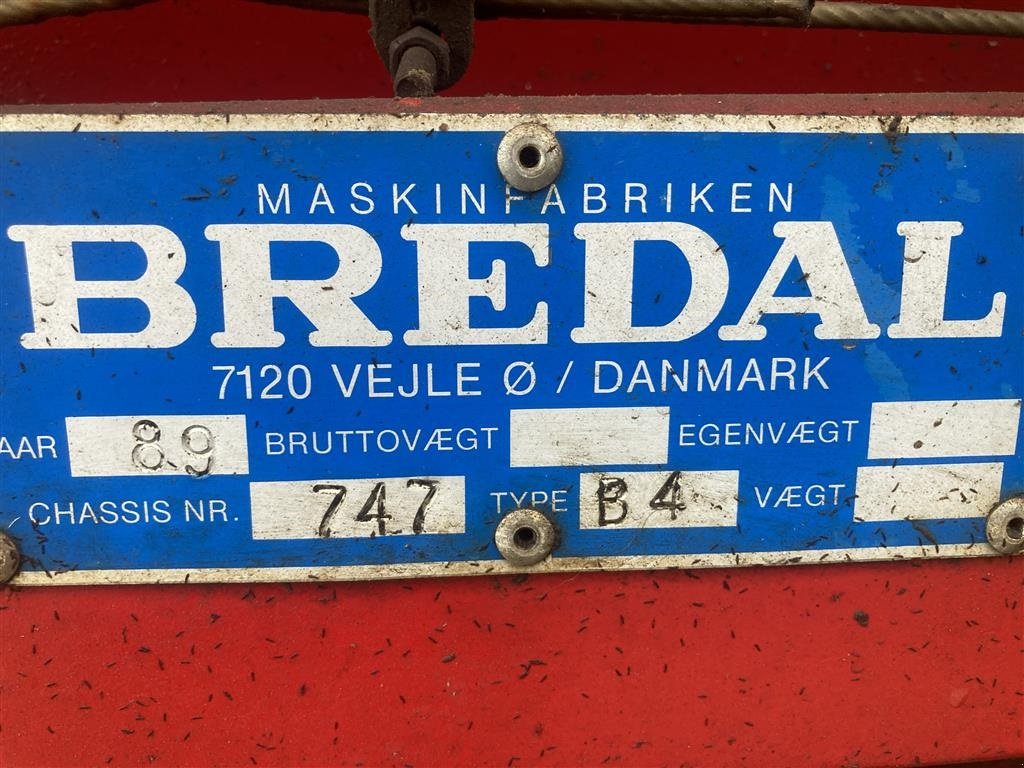 MASKINFABRIKEN
BREDAL
7120 VEJLE Ø / DANMARK
AAR 89 BRUTTOVÆGT EGENVÆGT
CHASSIS NR. 747 TYPE B4 VÆGT